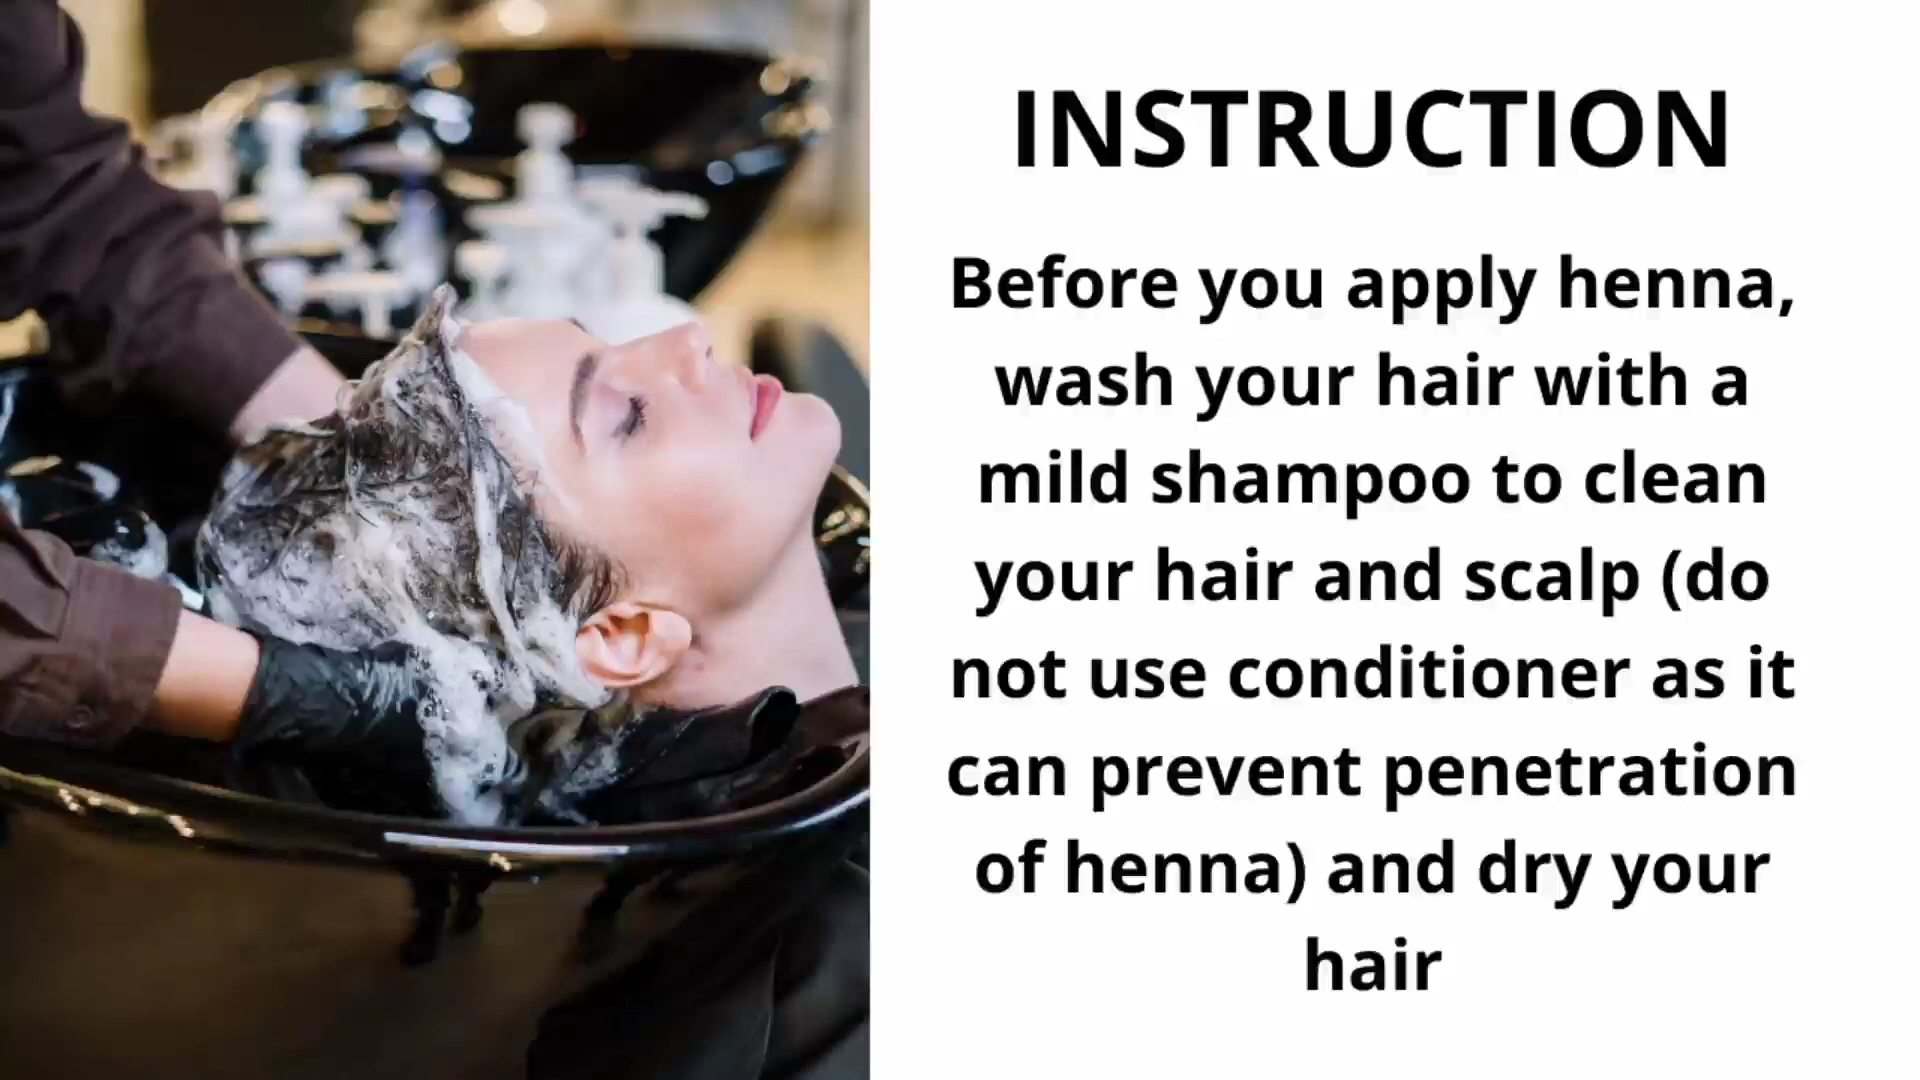 INSTRUCTION
Before you apply henna,
wash your hair with a
mild shampoo to clean
your hair and scalp (do
not use conditioner as it
can prevent penetration
of henna) and dry your
hair